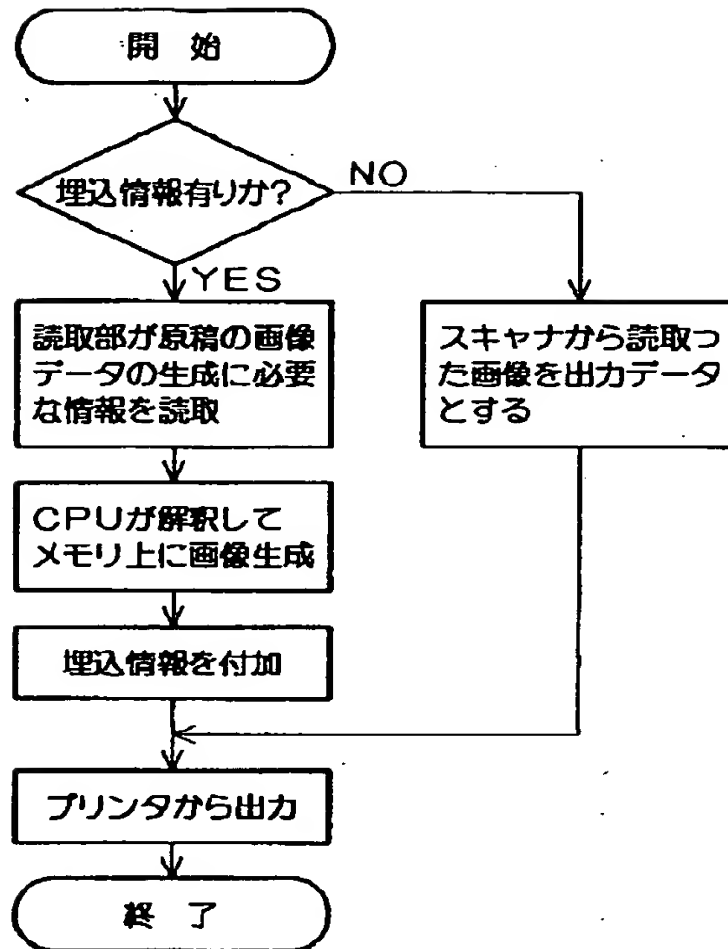 開 始
埋込情報有りか?
NO
YES
読取部が原稿の画像
データの生成に必要
な情報を読取
スキャナから読取っ
た画像を出力データ
とする
CPUが解釈して
メモリ上に画像生成
埋込情報を付加
プリンタから出力
終 了